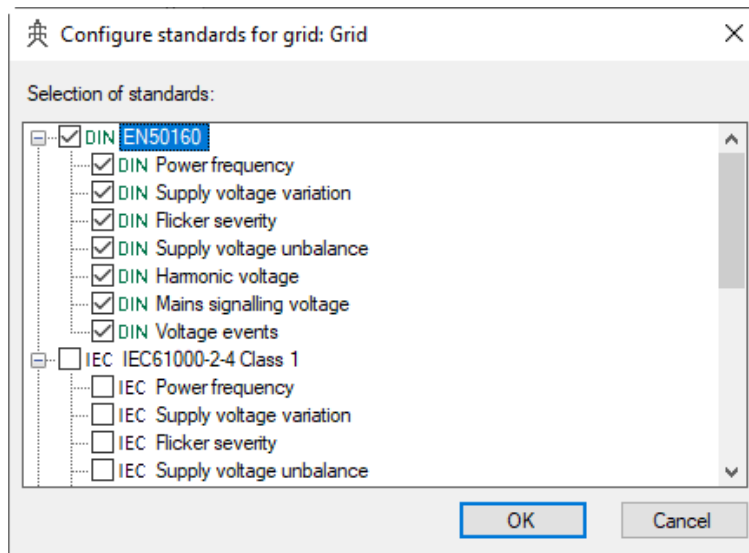 Configure standards for grid: Grid
Selection of standards:
DIN EN50160
DIN Power frequency
DIN Supply voltage variation
DIN Flicker severity
DIN Supply voltage unbalance
DIN Harmonic voltage
DIN Mains signalling voltage
DIN Voltage events
IEC IEC61000-2-4 Class 1
IEC Power frequency
IEC Supply voltage variation
IEC Flicker severity
IEC Supply voltage unbalance
OK Cancel